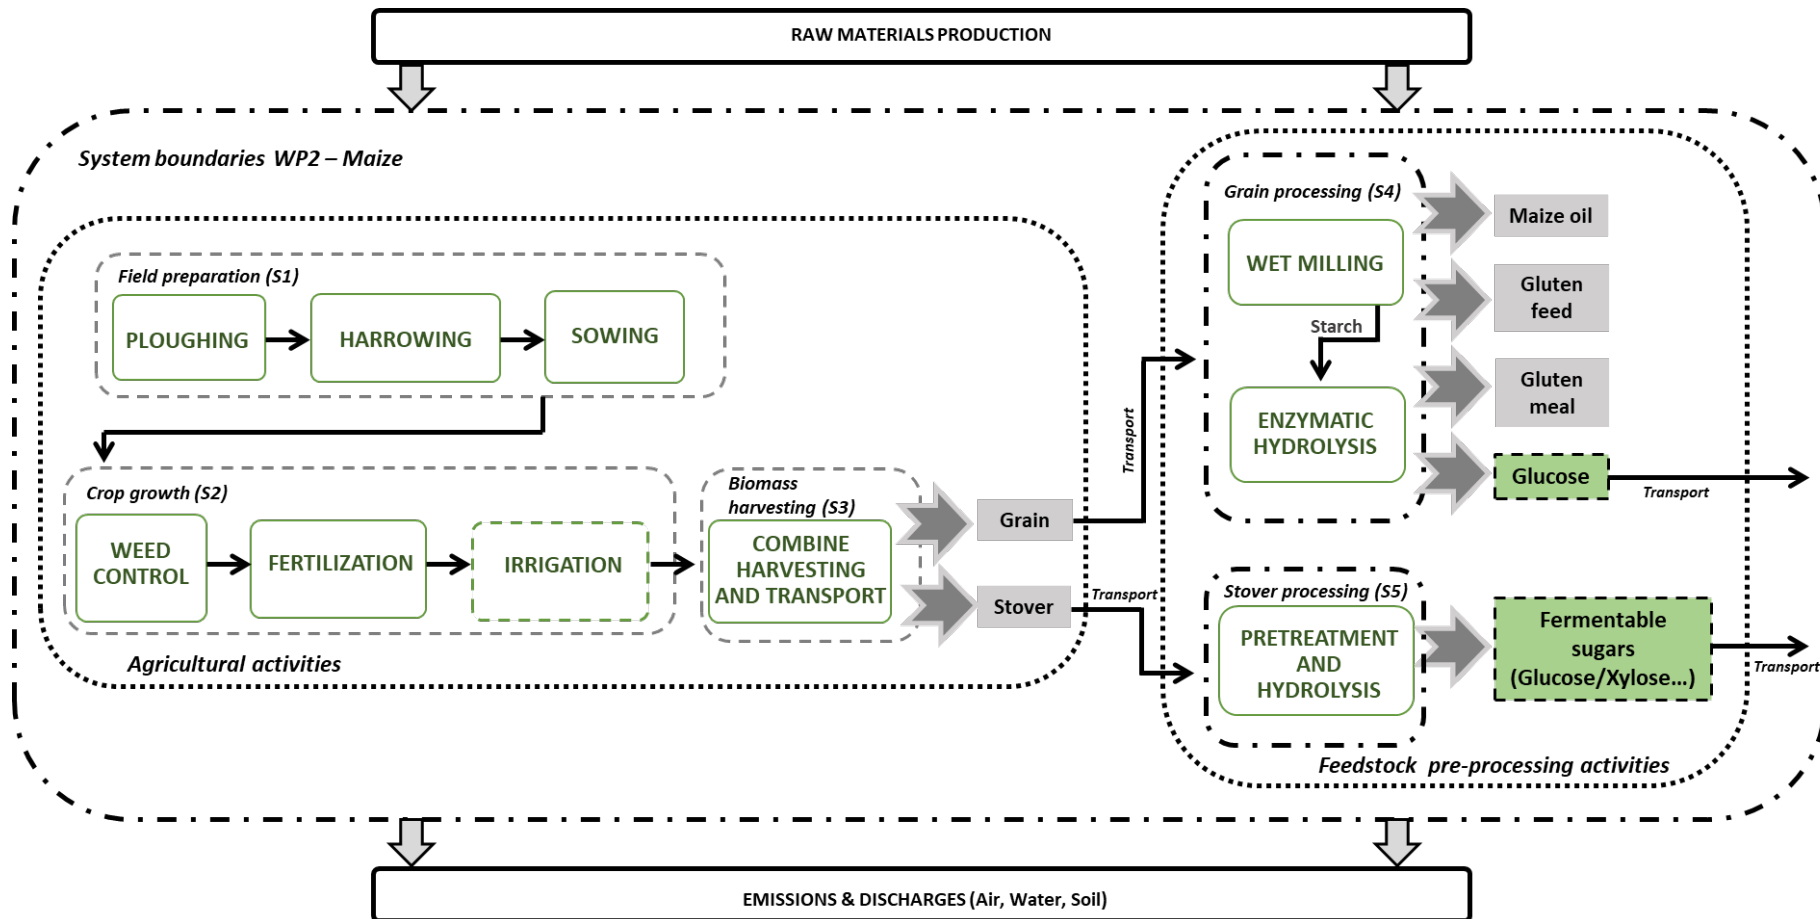 RAW MATERIALS PRODUCTION
System boundaries WP2 – Maize
Field preparation (S1)
PLOUGHING
HARROWING
SOWING
Crop growth (S2)
WEED
CONTROL
FERTILIZATION
IRRIGATION
Biomass
harvesting (S3)
COMBINE
HARVESTING
AND TRANSPORT
Grain
Stover
Agricultural activities
Transport
Transport
Grain processing (S4)
WET MILLING
Starch
ENZYMATIC
HYDROLYSIS
Maize oil
Gluten
feed
Gluten
meal
Glucose
Transport
Stover processing (S5)
PRETREATMENT
AND
HYDROLYSIS
Fermentable
sugars
(Glucose/Xylose...)
Transport
Feedstock pre-processing activities
EMISSIONS & DISCHARGES (Air, Water, Soil)